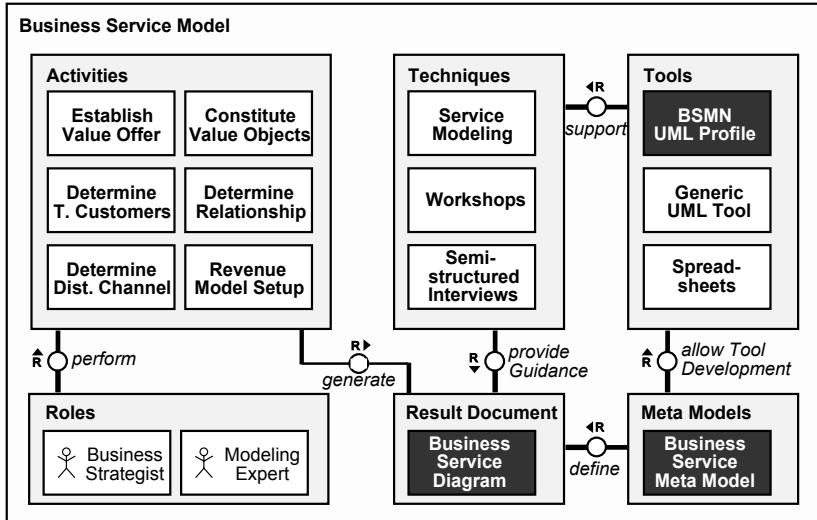 Business Service Model
Activities
Establish
Value Offer
Constitute
Value Objects
Determine
T. Customers
Determine
Relationship
Determine
Dist. Channel
Revenue
Model Setup
Techniques
Service
Modeling
Workshops
Semi-
structured
Interviews
R
support
Tools
BSMN
UML Profile
Generic
UML Tool
Spread-
sheets
R
perform
R
generate
R
provide
Guidance
R
allow Tool
Development
Roles
Business
Strategist
Modeling
Expert
Result Document
Business
Service
Diagram
R
define
Meta Models
Business
Service
Meta Model